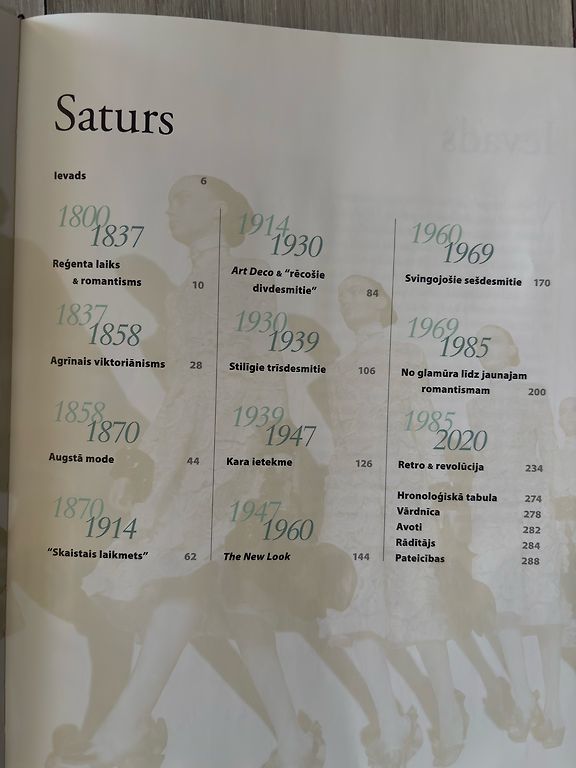 Saturs
Ievads 6
1800
1837
Reģenta laiks
& romantisms 10
1837
1858
Agrīnais viktoriānisms 28
1858
1870
Augstā mode 44
1870
1914
“Skaistais laikmets” 62
1914
1930
Art Deco & “rēcošie
divdesmitie” 84
1930
1939
Stilīgie trīsdesmitie 106
1939
1947
Kara ietekme 126
1947
1960
The New Look 144
1960
1969
Svingojošie sešdesmitie 170
1969
1985
No glamūra līdz jaunajam
romantismam 200
1985
2020
Retro & revolūcija 234
Hronoloģiskā tabula 274
Vārdnīca 278
Avoti 282
Rādītājs 284
Pateicības 288
Ievads